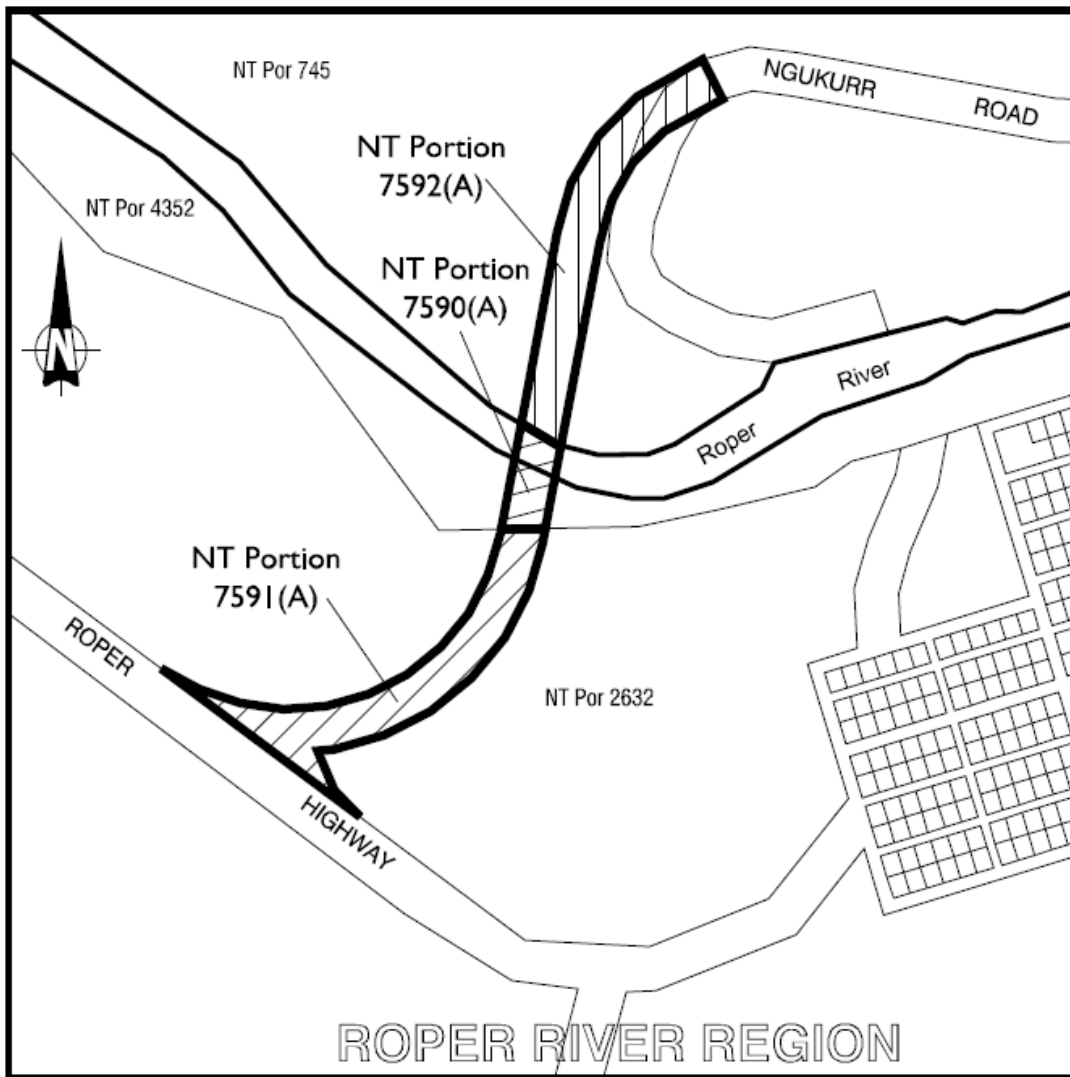 NT Por 745
NGUKURR
ROAD
NT Portion
7592(A)
NT Por 4352
NT Portion
7590(A)
N
River
Roper
NT Portion
7591(A)
ROPER
NT Por 2632
HIGHWAY
ROPER RIVER REGION